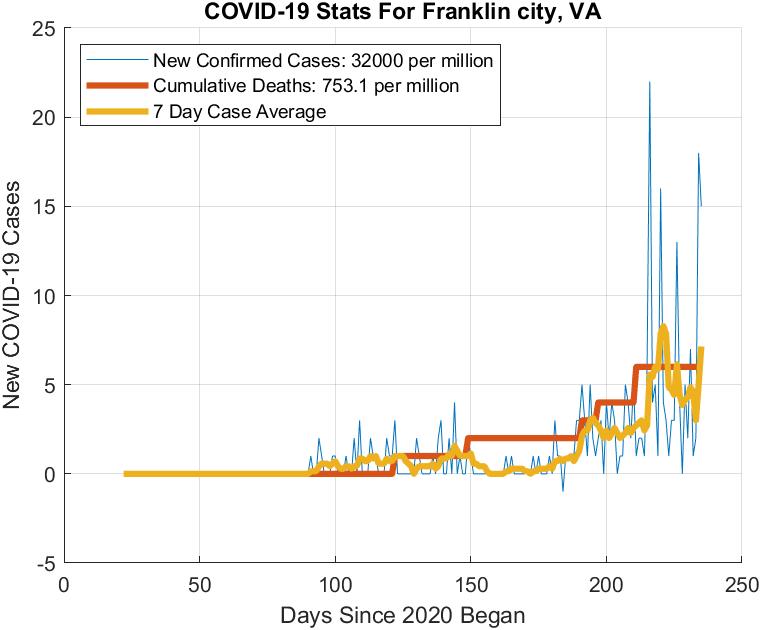 COVID-19 Stats For Franklin city, VA
25
New Confirmed Cases: 32000 per million
Cumulative Deaths: 753.1 per million
7 Day Case Average
20
15
10
5
0
-5
New COVID-19 Cases
0 50 100 150 200 250
Days Since 2020 Began